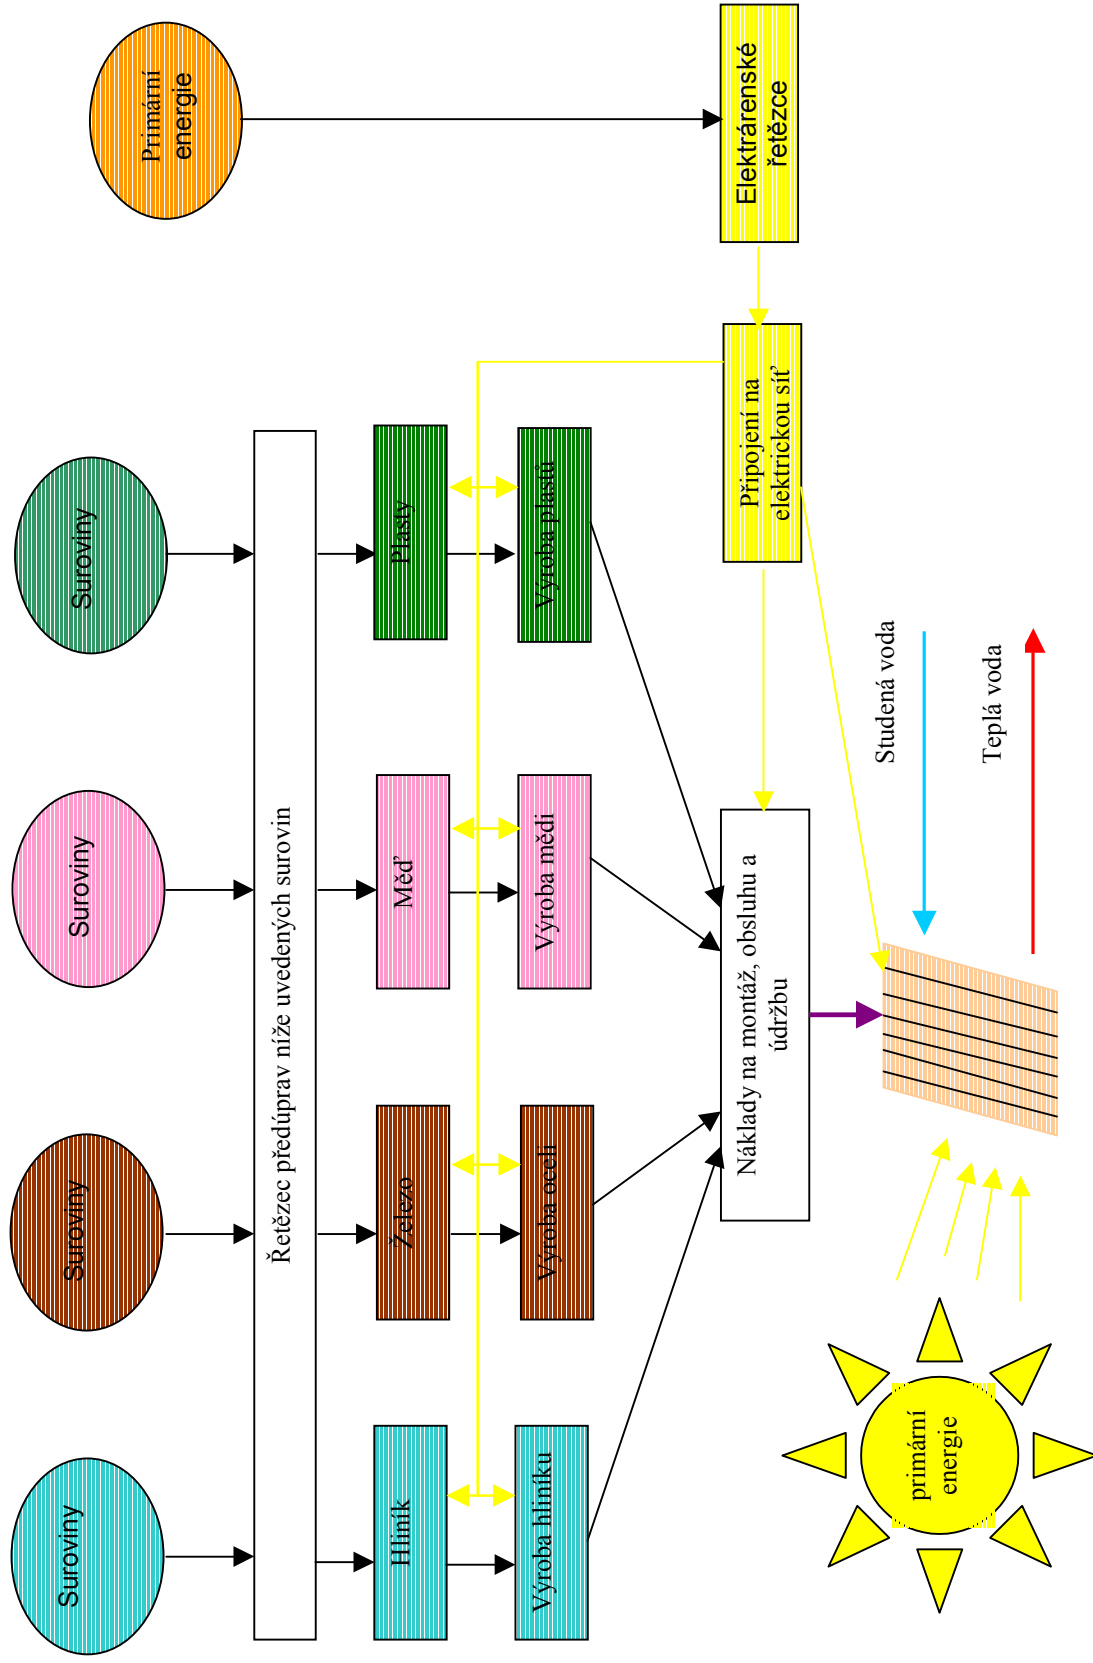 Suroviny
Suroviny
Suroviny
Suroviny
Primární
energie
Řetězec předúprav níže uvedených surovin
Hliník
Železo
Měď
Plasty
Výroba hliníku
Výroba oceli
Výroba mědi
Výroba plastů
Náklady na montáž, obsluhu a
údržbu
Připojení na
elektrickou síť
Elektrárenské
řetězce
primární
energie
Studená voda
Teplá voda